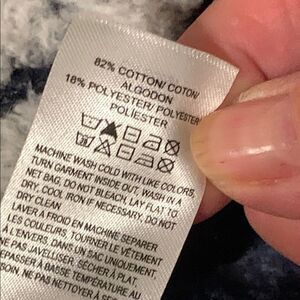 82% COTTON/ COTON/
ALGODON
18% POLYESTER/ POLYESTER/
POLIESTER
MACHINE WASH COLD WITH LIKE COLORS,
TURN GARMENT INSIDE OUT, WASH IN A
NET BAG, DO NOT BLEACH, LAY FLAT TO
DRY, COOL IRON IF NECESSARY, DO NOT
DRY CLEAN
LAVER A FROID EN MACHINE SEPARER
LES COULEURS, TOURNER LE VÊTEMENT
À L'ENVERS, DANS UN SAC UNIQUEMENT,
NE PAS JAVELLISER, SÉCHER À PLAT,
REPASSER À BASSE TEMPÉRATURE AU
BESOIN, NE PAS NETTOYER À SEC